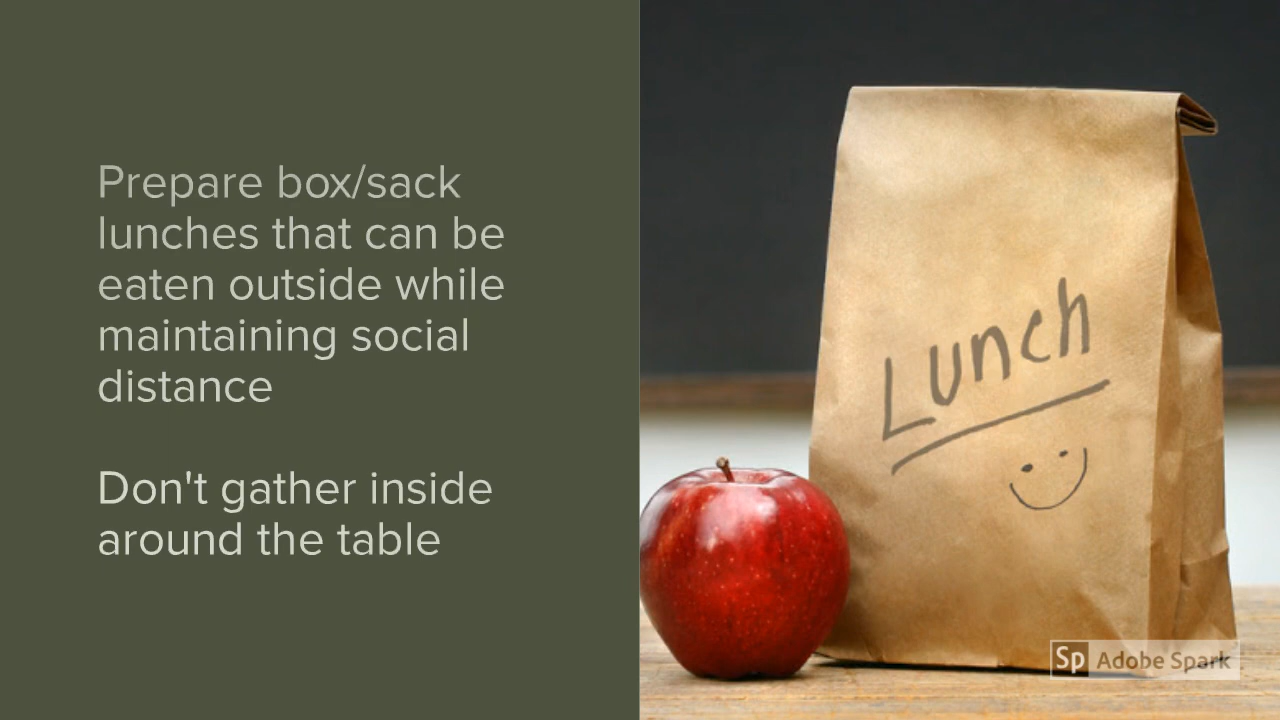 Prepare box/sack
lunches that can be
eaten outside while
maintaining social
distance
Don't gather inside
around the table
Lunch
Sp Adobe Spark